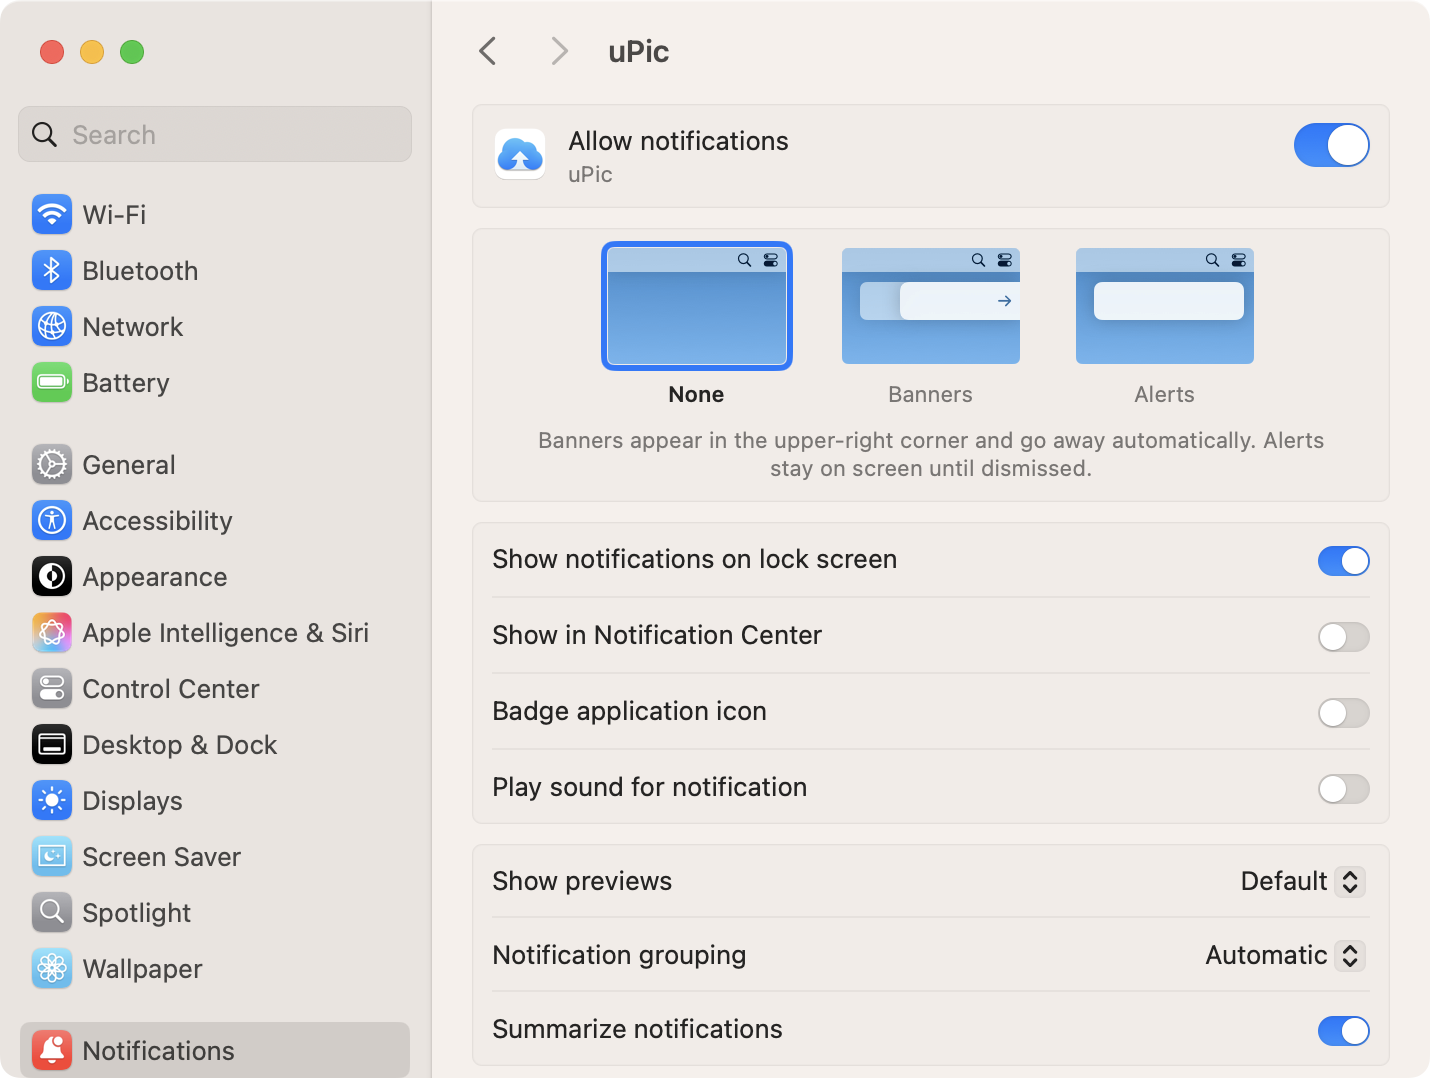 Search
Wi-Fi
Bluetooth
Network
Battery
General
Accessibility
Appearance
Apple Intelligence & Siri
Control Center
Desktop & Dock
Displays
Screen Saver
Spotlight
Wallpaper
Notifications
uPic
Allow notifications
uPic
None
Banners
Alerts
Banners appear in the upper-right corner and go away automatically. Alerts
stay on screen until dismissed.
Show notifications on lock screen
Show in Notification Center
Badge application icon
Play sound for notification
Show previews Default
Notification grouping Automatic
Summarize notifications